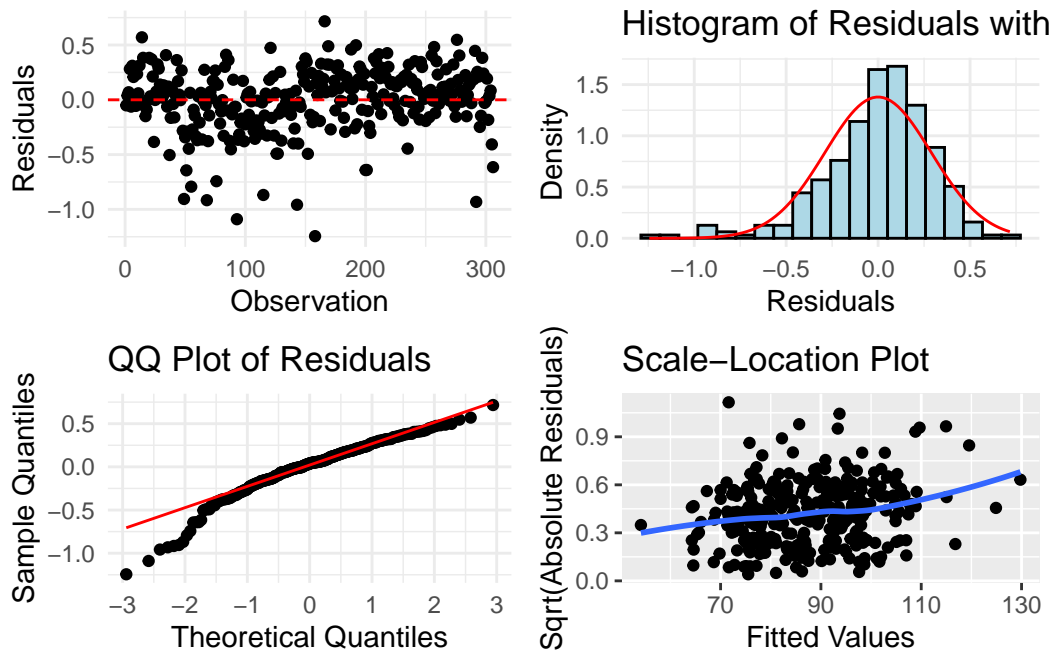 Residuals
0.5
0.0
−0.5
−1.0
0 100 200 300
Observation
Histogram of Residuals with
Density
1.5
1.0
0.5
0.0
−1.0 −0.5 0.0 0.5
Residuals
QQ Plot of Residuals
Sample Quantiles
0.5
0.0
−0.5
−1.0
−3 −2 −1 0 1 2 3
Theoretical Quantiles
Scale−Location Plot
Sqrt(Absolute Residuals)
0.9
0.6
0.3
0.0
70 90 110 130
Fitted Values